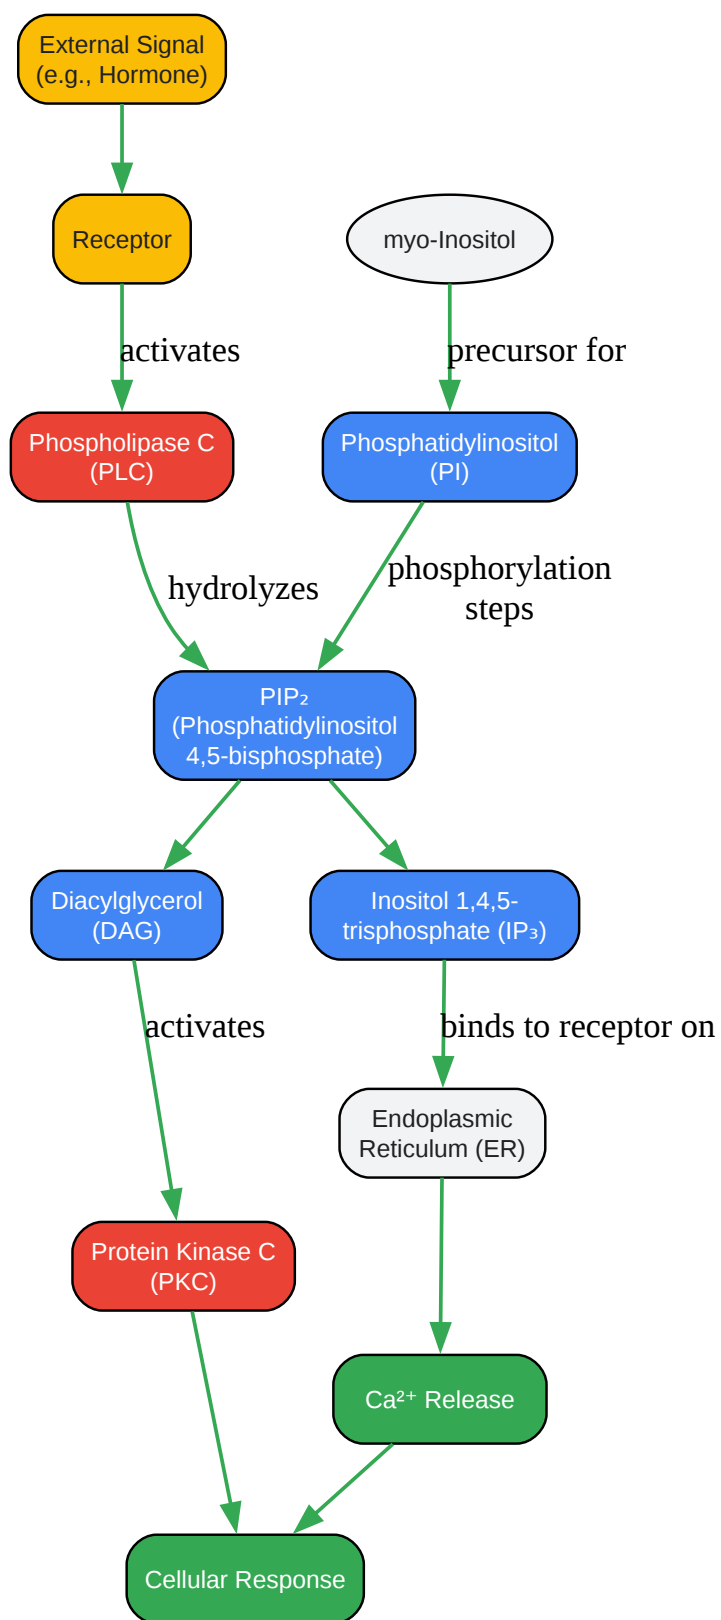 External Signal
(e.g., Hormone)
Receptor
myo-Inositol
activates
precursor for
Phospholipase C
(PLC)
Phosphatidylinositol
(PI)
hydrolyzes
phosphorylation
steps
PIP₂
(Phosphatidylinositol
4,5-bisphosphate)
Diacylglycerol
(DAG)
Inositol 1,4,5-
trisphosphate (IP₃)
activates
binds to receptor on
Endoplasmic
Reticulum (ER)
Protein Kinase C
(PKC)
Ca²⁺ Release
Cellular Response